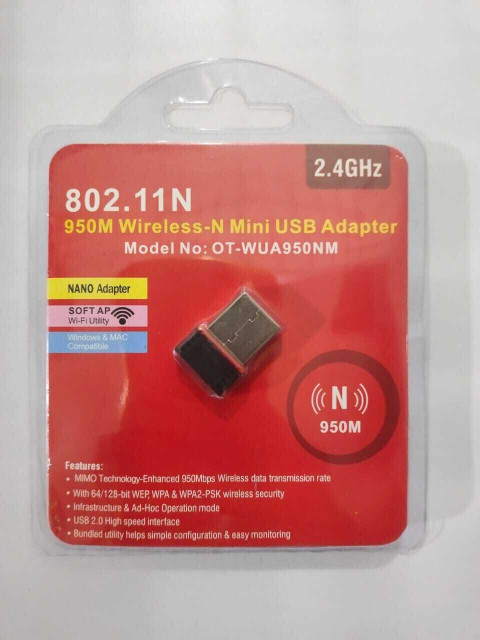 2.4GHz
802.11N
950M Wireless-N Mini USB Adapter
Model No: OT-WUA950NM
NANO Adapter
SOFT AP
Wi-Fi Utility
Windows & MAC
Compatible
N
950M
Features:
• MIMO Technology-Enhanced 950Mbps Wireless data transmission rate
• With 64/128-bit WEP, WPA & WPA2-PSK wireless security
• Infrastructure & Ad-Hoc Operation mode
• USB 2.0 High speed interface
• Bundled utility helps simple configuration & easy monitoring